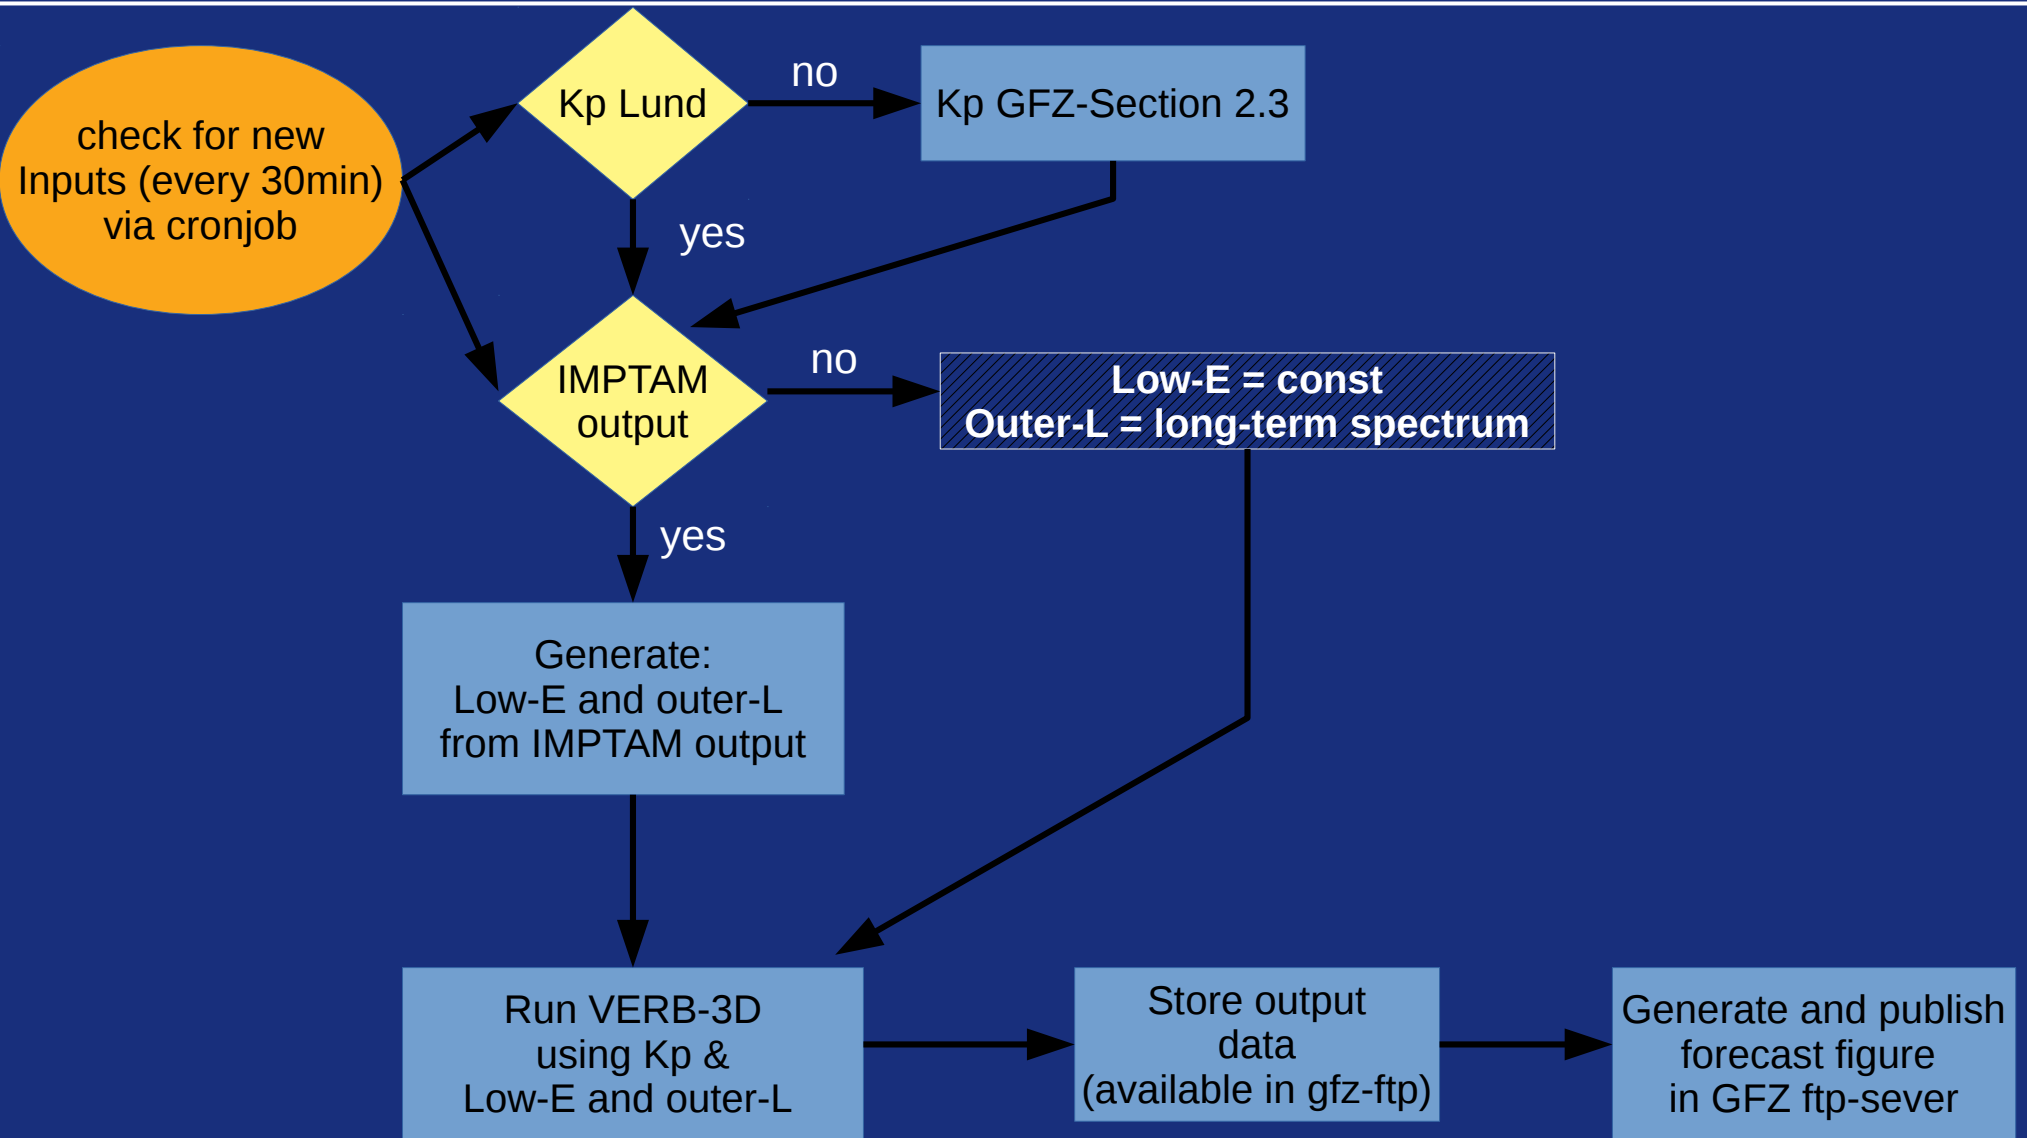 check for new
Inputs (every 30min)
via cronjob
Kp Lund
no
Kp GFZ-Section 2.3
yes
IMPTAM
output
no
Low-E = const
Outer-L = long-term spectrum
yes
Generate:
Low-E and outer-L
from IMPTAM output
Run VERB-3D
using Kp &
Low-E and outer-L
Store output
data
(available in gfz-ftp)
Generate and publish
forecast figure
in GFZ ftp-sever